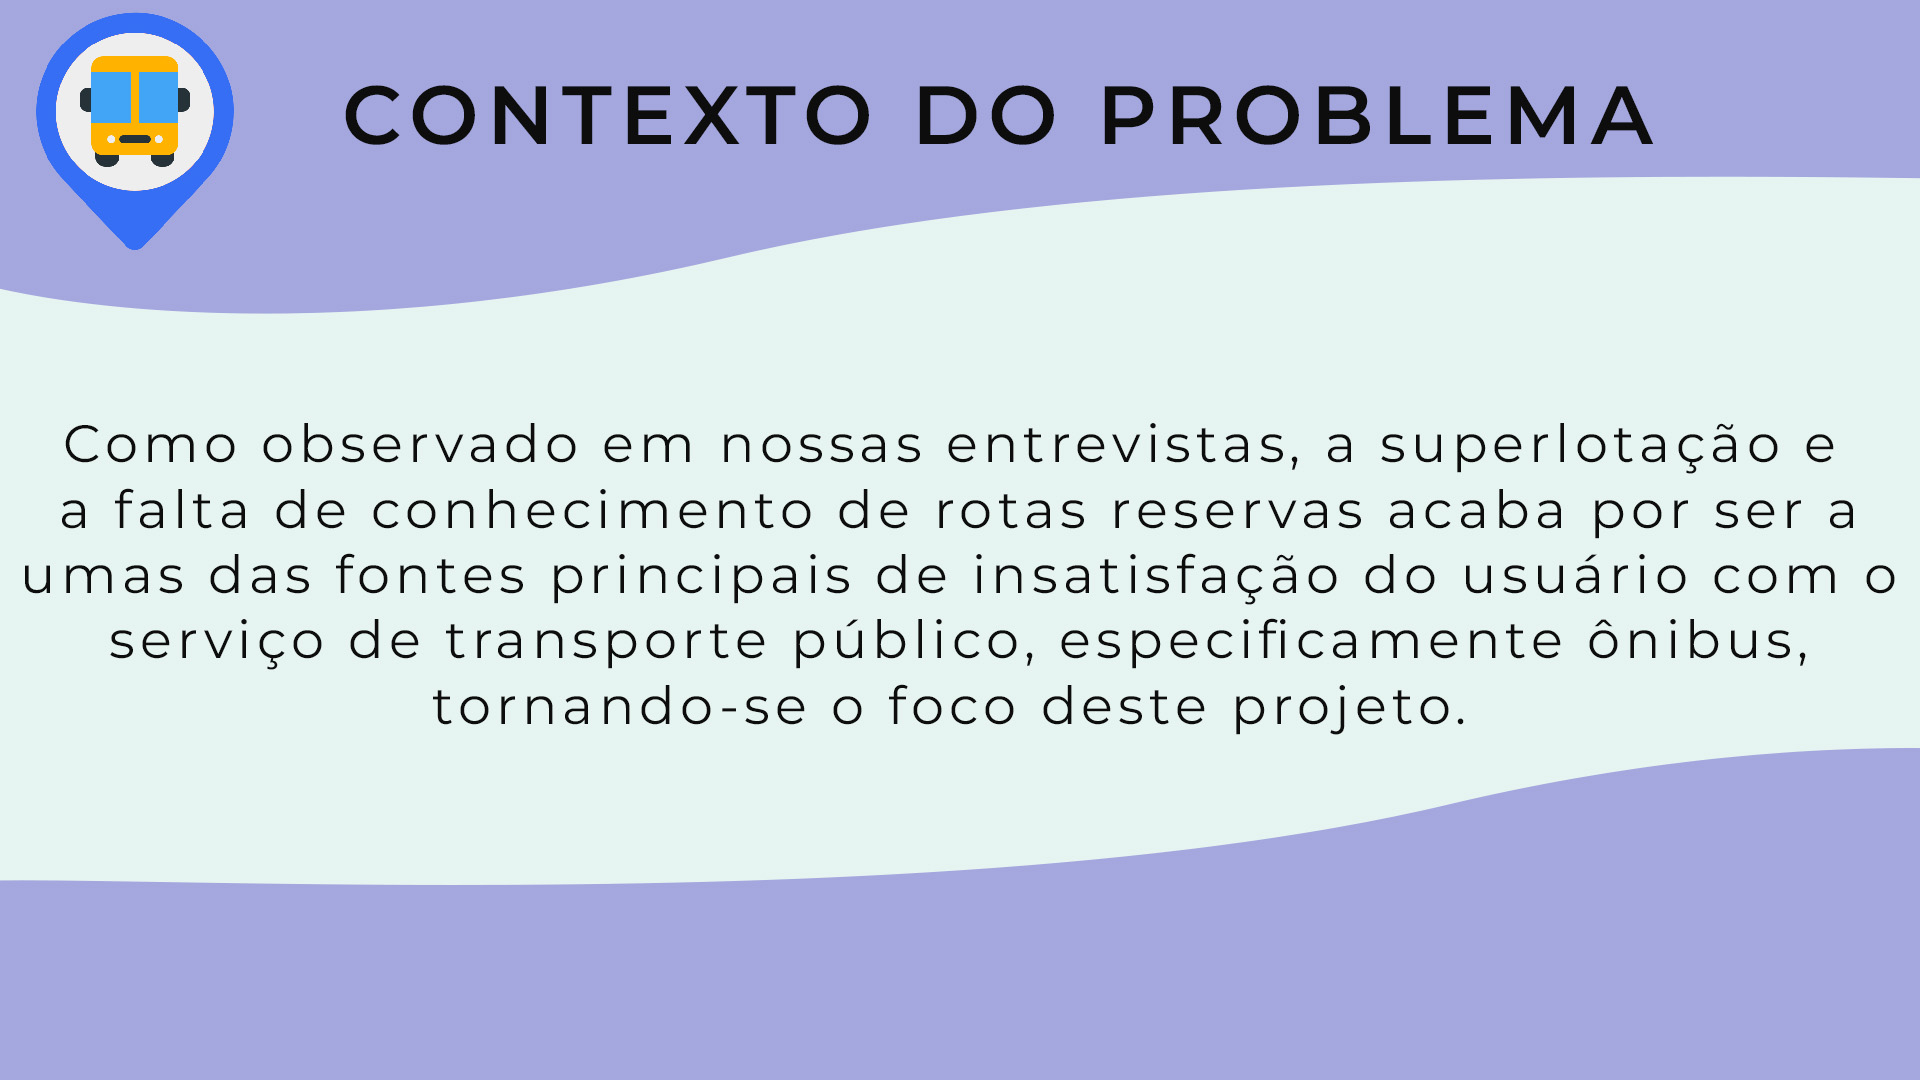 CONTEXTO DO PROBLEMA
Como observado em nossas entrevistas, a superlotação e
a falta de conhecimento de rotas reservas acaba por ser a
umas das fontes principais de insatisfação do usuário com o
serviço de transporte público, especificamente ônibus,
tornando-se o foco deste projeto.